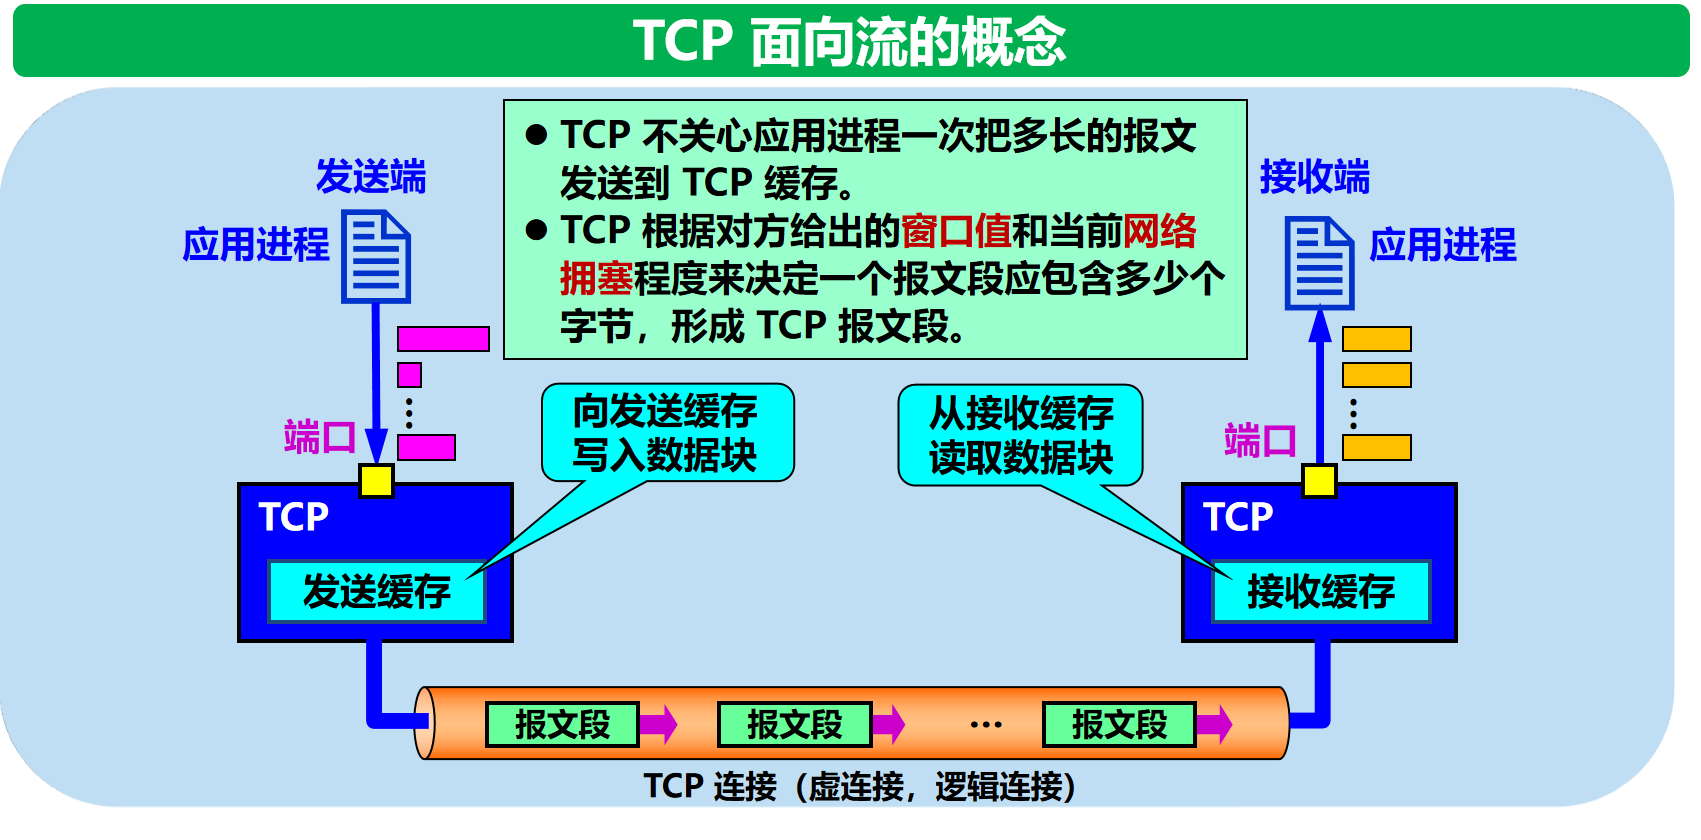 TCP 面向流的概念
● TCP 不关心应用进程一次把多长的报文
发送到 TCP 缓存。
● TCP 根据对方给出的窗口值和当前网络
拥塞程度来决定一个报文段应包含多少个
字节，形成 TCP 报文段。
发送端
应用进程
接收端
应用进程
⋮
⋮
端口
端口
向发送缓存
写入数据块
从接收缓存
读取数据块
TCP
发送缓存
TCP
接收缓存
报文段
报文段
…
报文段
TCP 连接（虚连接，逻辑连接）